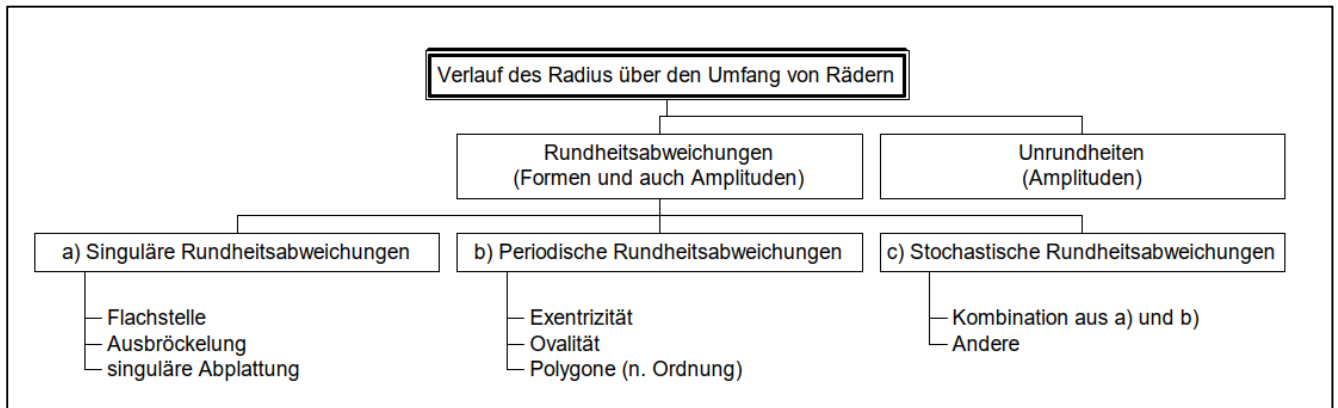 Verlauf des Radius über den Umfang von Rädern
Rundheitsabweichungen
(Formen und auch Amplituden)
Unrundheiten
(Amplituden)
a) Singuläre Rundheitsabweichungen
b) Periodische Rundheitsabweichungen
c) Stochastische Rundheitsabweichungen
Flachstelle
Ausbröckelung
singuläre Abplattung
Exentrizität
Ovalität
Polygone (n. Ordnung)
Kombination aus a) und b)
Andere